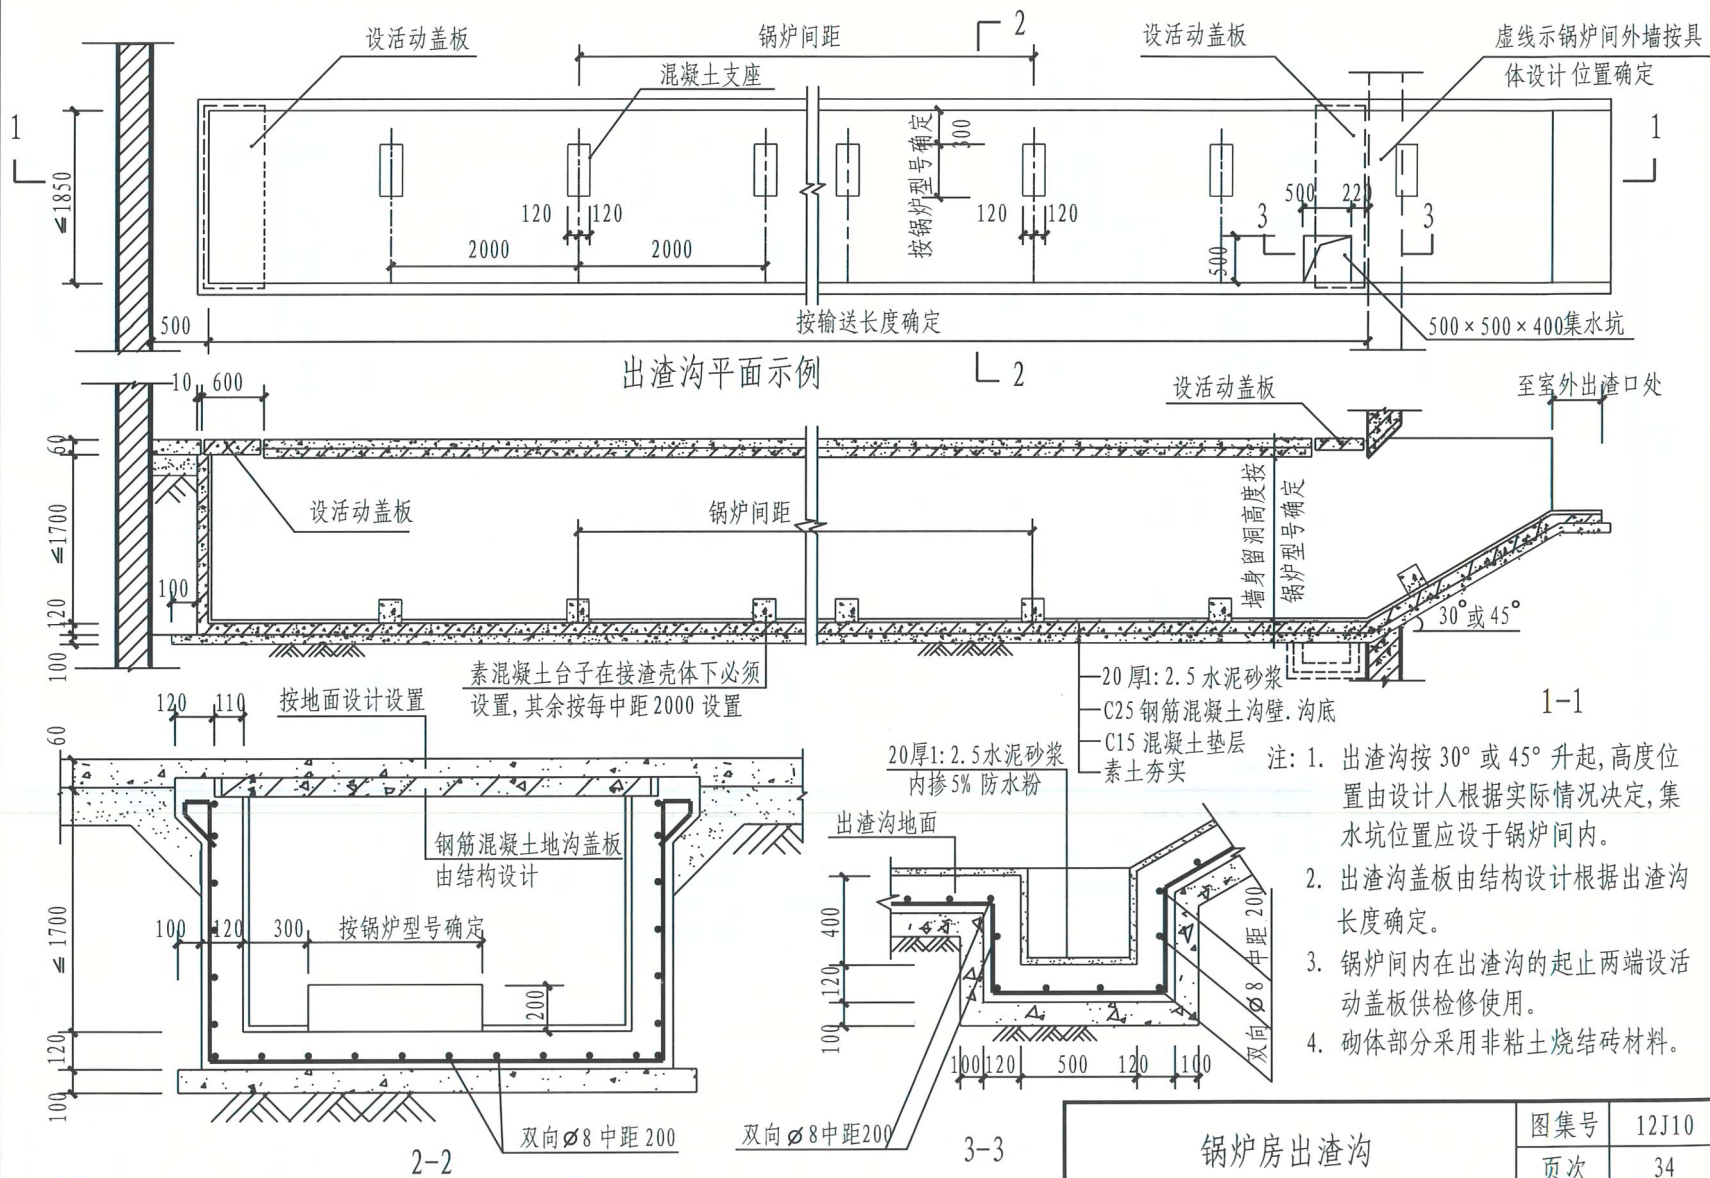 设活动盖板
锅炉间距
2
设活动盖板
虚线示锅炉间外墙按具
体设计位置确定
混凝土支座
1
1
≤1850
按锅炉型号确定
300
500
220
120
120
120
120
3
3
2000
2000
500
500
按输送长度确定
500×500×400集水坑
出渣沟平面示例
2
10
600
设活动盖板
至室外出渣口处
60
设活动盖板
锅炉间距
墙身留洞高度按
锅炉型号确定
≤1700
100
120
100
30°或45°
素混凝土台子在接渣壳体下必须
设置,其余按每中距2000设置
20厚1:2.5水泥砂浆
C25钢筋混凝土沟壁.沟底
C15混凝土垫层
素土夯实
1-1
120
110
按地面设计设置
60
钢筋混凝土地沟盖板
由结构设计
≤1700
100
120
300
按锅炉型号确定
200
120
100
双向ø8中距200
2-2
20厚1:2.5水泥砂浆
内掺5%防水粉
出渣沟地面
400
120
100
双向ø8中距200
100
120
500
120
100
双向ø8中距200
3-3
注:1. 出渣沟按30°或45°升起,高度位
置由设计人根据实际情况决定,集
水坑位置应设于锅炉间内。
2. 出渣沟盖板由结构设计根据出渣沟
长度确定。
3. 锅炉间内在出渣沟的起止两端设活
动盖板供检修使用。
4. 砌体部分采用非粘土烧结砖材料。
锅炉房出渣沟
图集号
12J10
页次
34